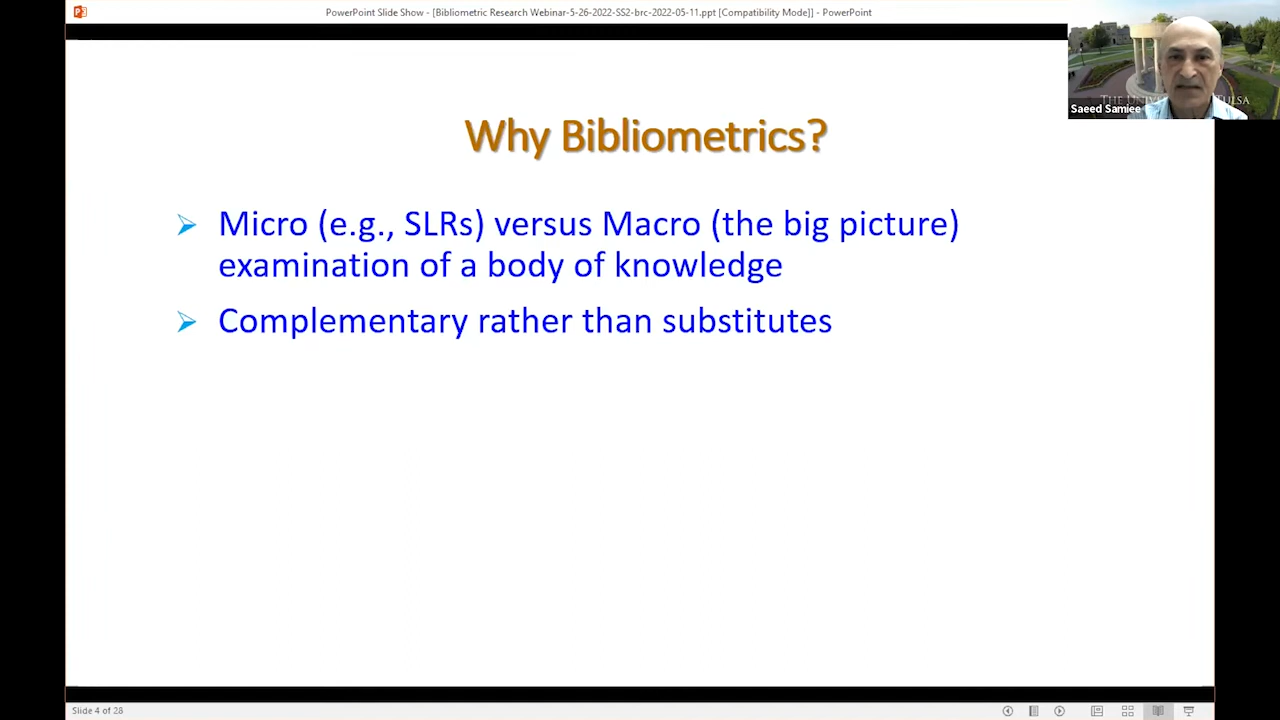 PowerPoint Slide Show - [Bibliometric Research Webinar-5-26-2022-SS2-brc-2022-05-11.ppt [Compatibility Mode]] - PowerPoint
Saeed Samiee
Why Bibliometrics?
Micro (e.g., SLRs) versus Macro (the big picture)
examination of a body of knowledge
Complementary rather than substitutes
Slide 4 of 28